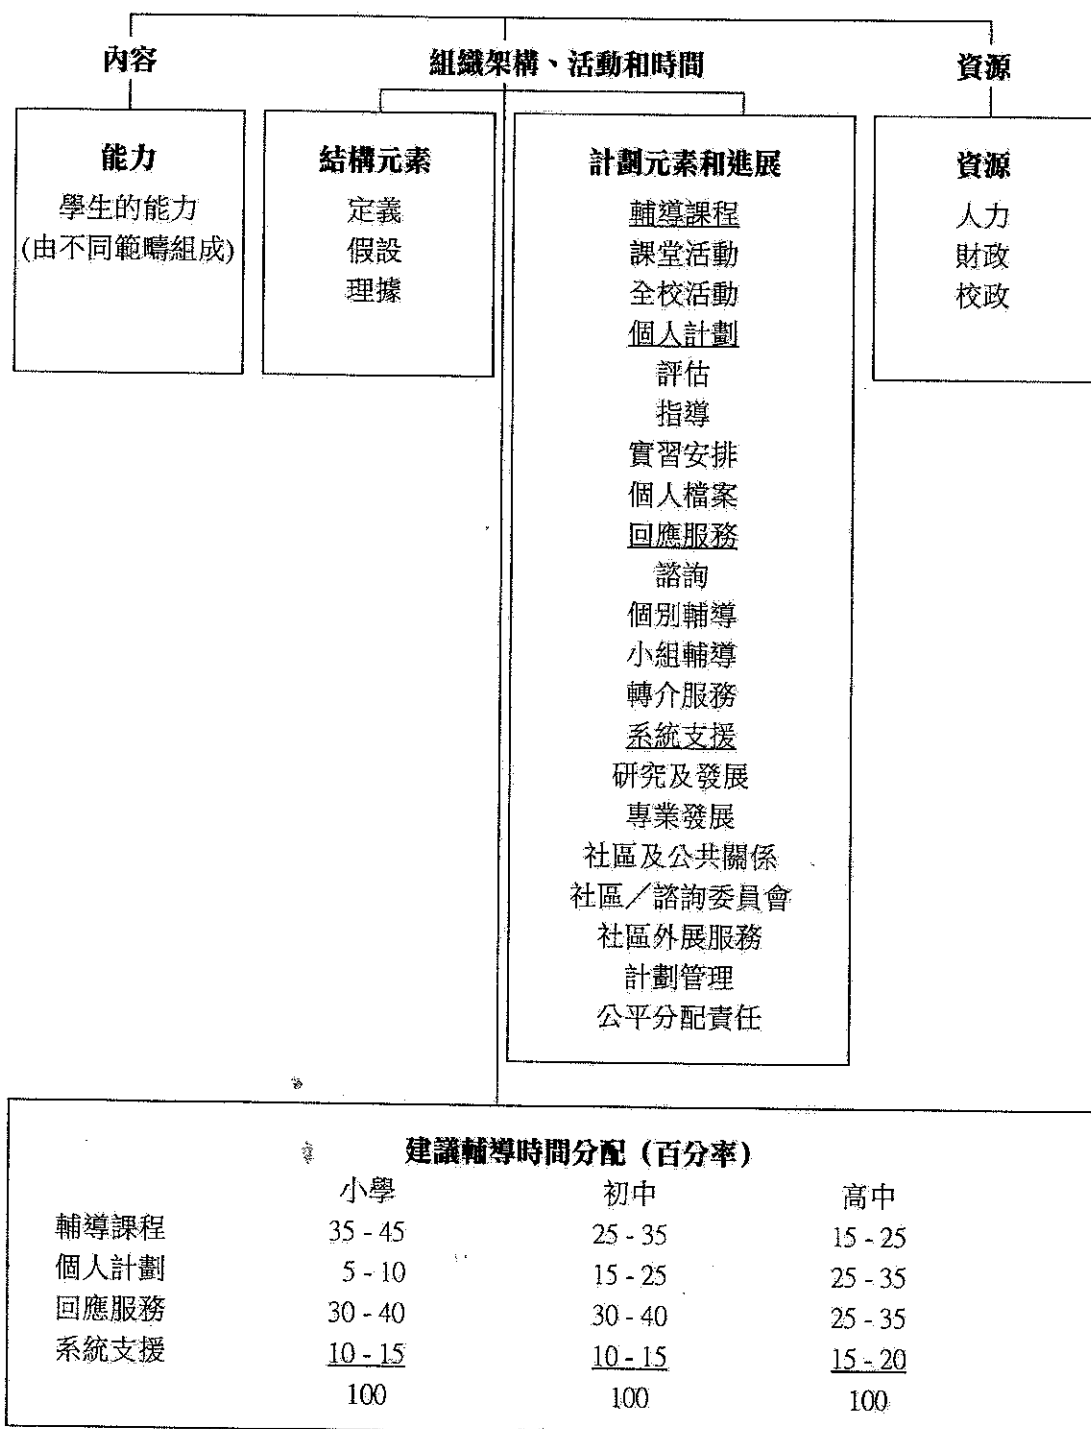 內容
組織架構、活動和時間
資源
能力
學生的能力
(由不同範疇組成)
結構元素
定義
假設
理據
計劃元素和進展
輔導課程
課堂活動
全校活動
個人計劃
評估
指導
實習安排
個人檔案
回應服務
諮詢
個別輔導
小組輔導
轉介服務
系統支援
研究及發展
專業發展
社區及公共關係
社區／諮詢委員會
社區外展服務
計劃管理
公平分配責任
資源
人力
財政
校政
建議輔導時間分配（百分率）
小學 初中 高中
輔導課程 35 - 45 25 - 35 15 - 25
個人計劃 5 - 10 15 - 25 25 - 35
回應服務 30 - 40 30 - 40 25 - 35
系統支援 10 - 15 10 - 15 15 - 20
100 100 100